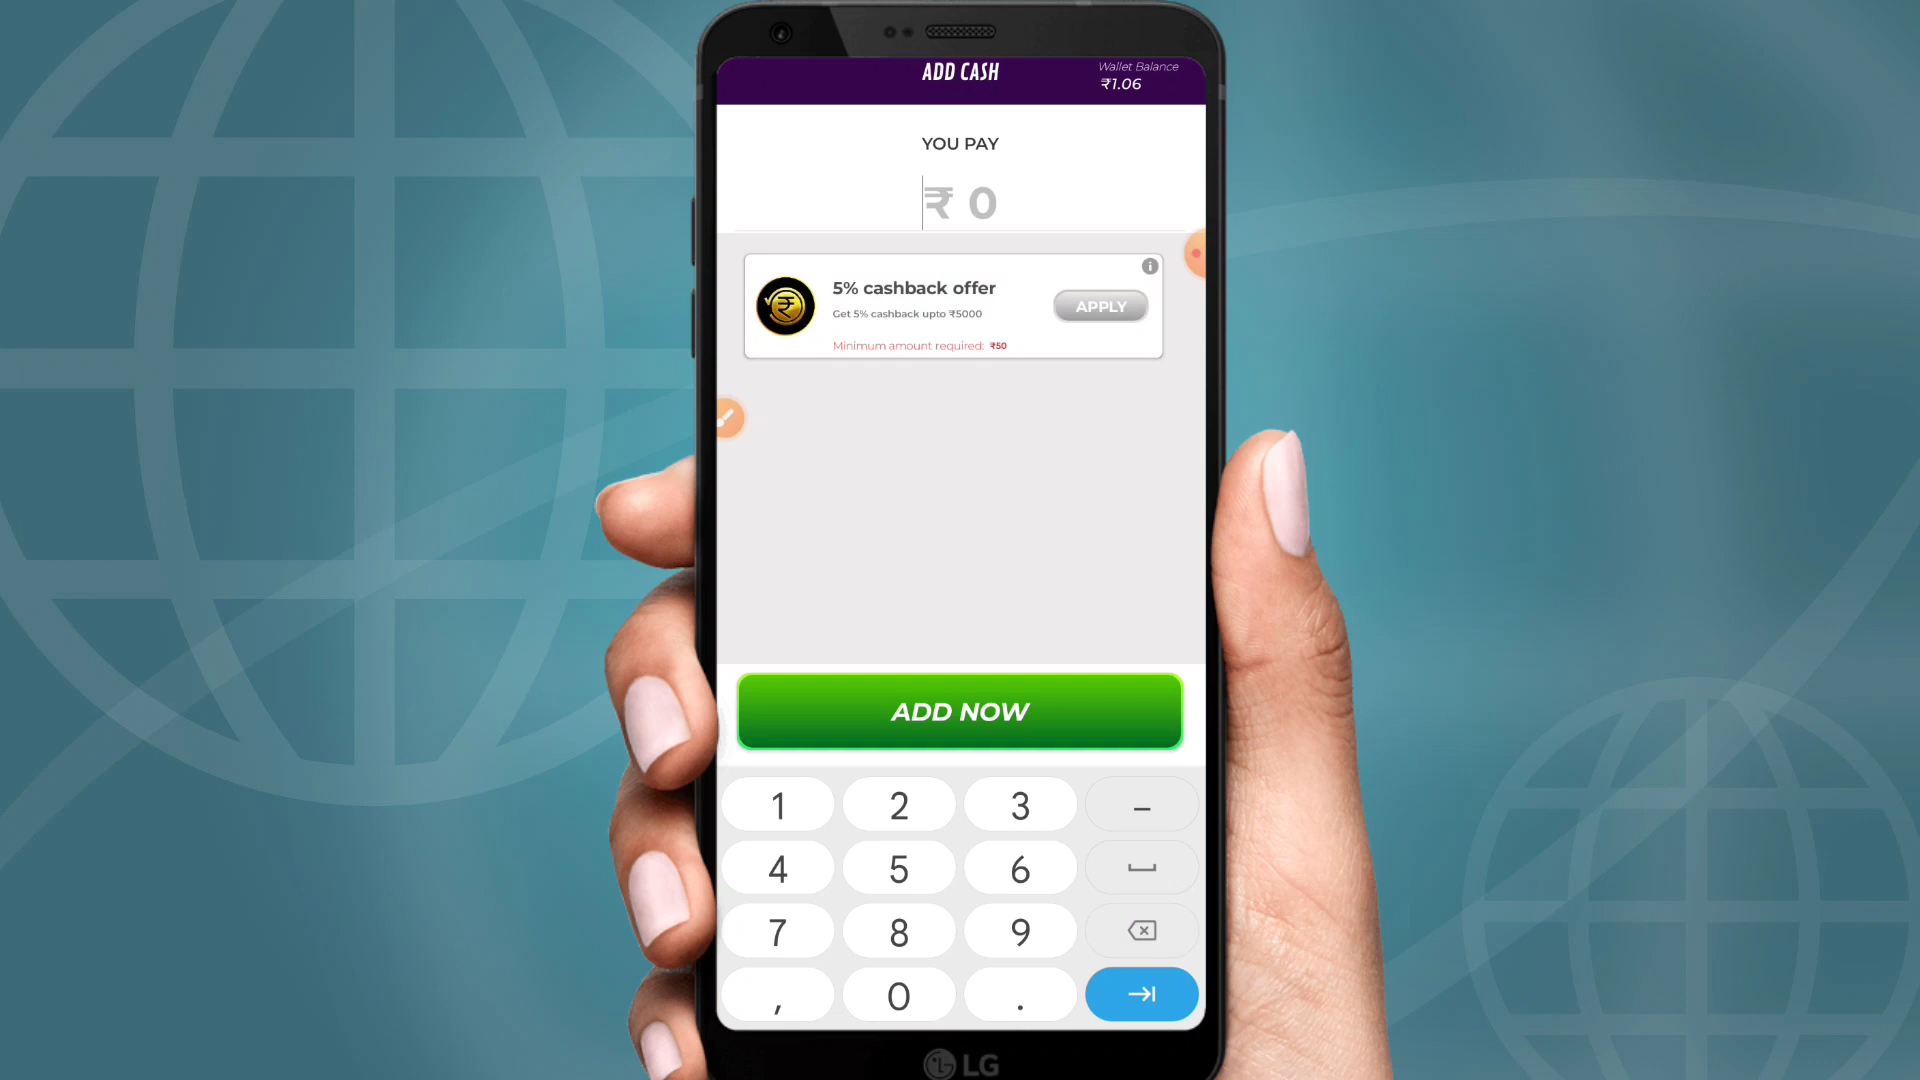 ADD CASH
Wallet Balance
₹1.06
YOU PAY
₹ 0
5% cashback offer
Get 5% cashback upto ₹5000
APPLY
Minimum amount required: ₹50
ADD NOW
1 2 3 –
4 5 6
7 8 9
, 0 .
LG